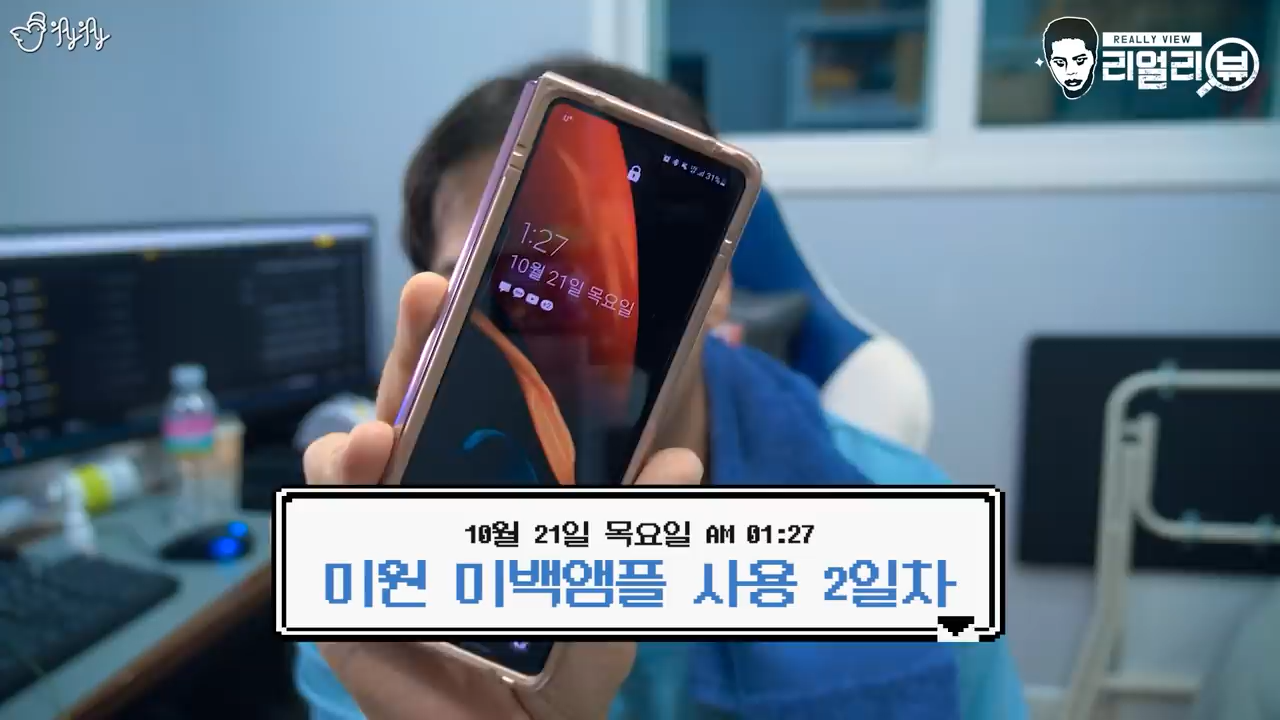 REALLY VIEW
리얼리뷰
31%
1:27
10월 21일 목요일
10월 21일 목요일 AM 01:27
미원 미백앰플 사용 2일차